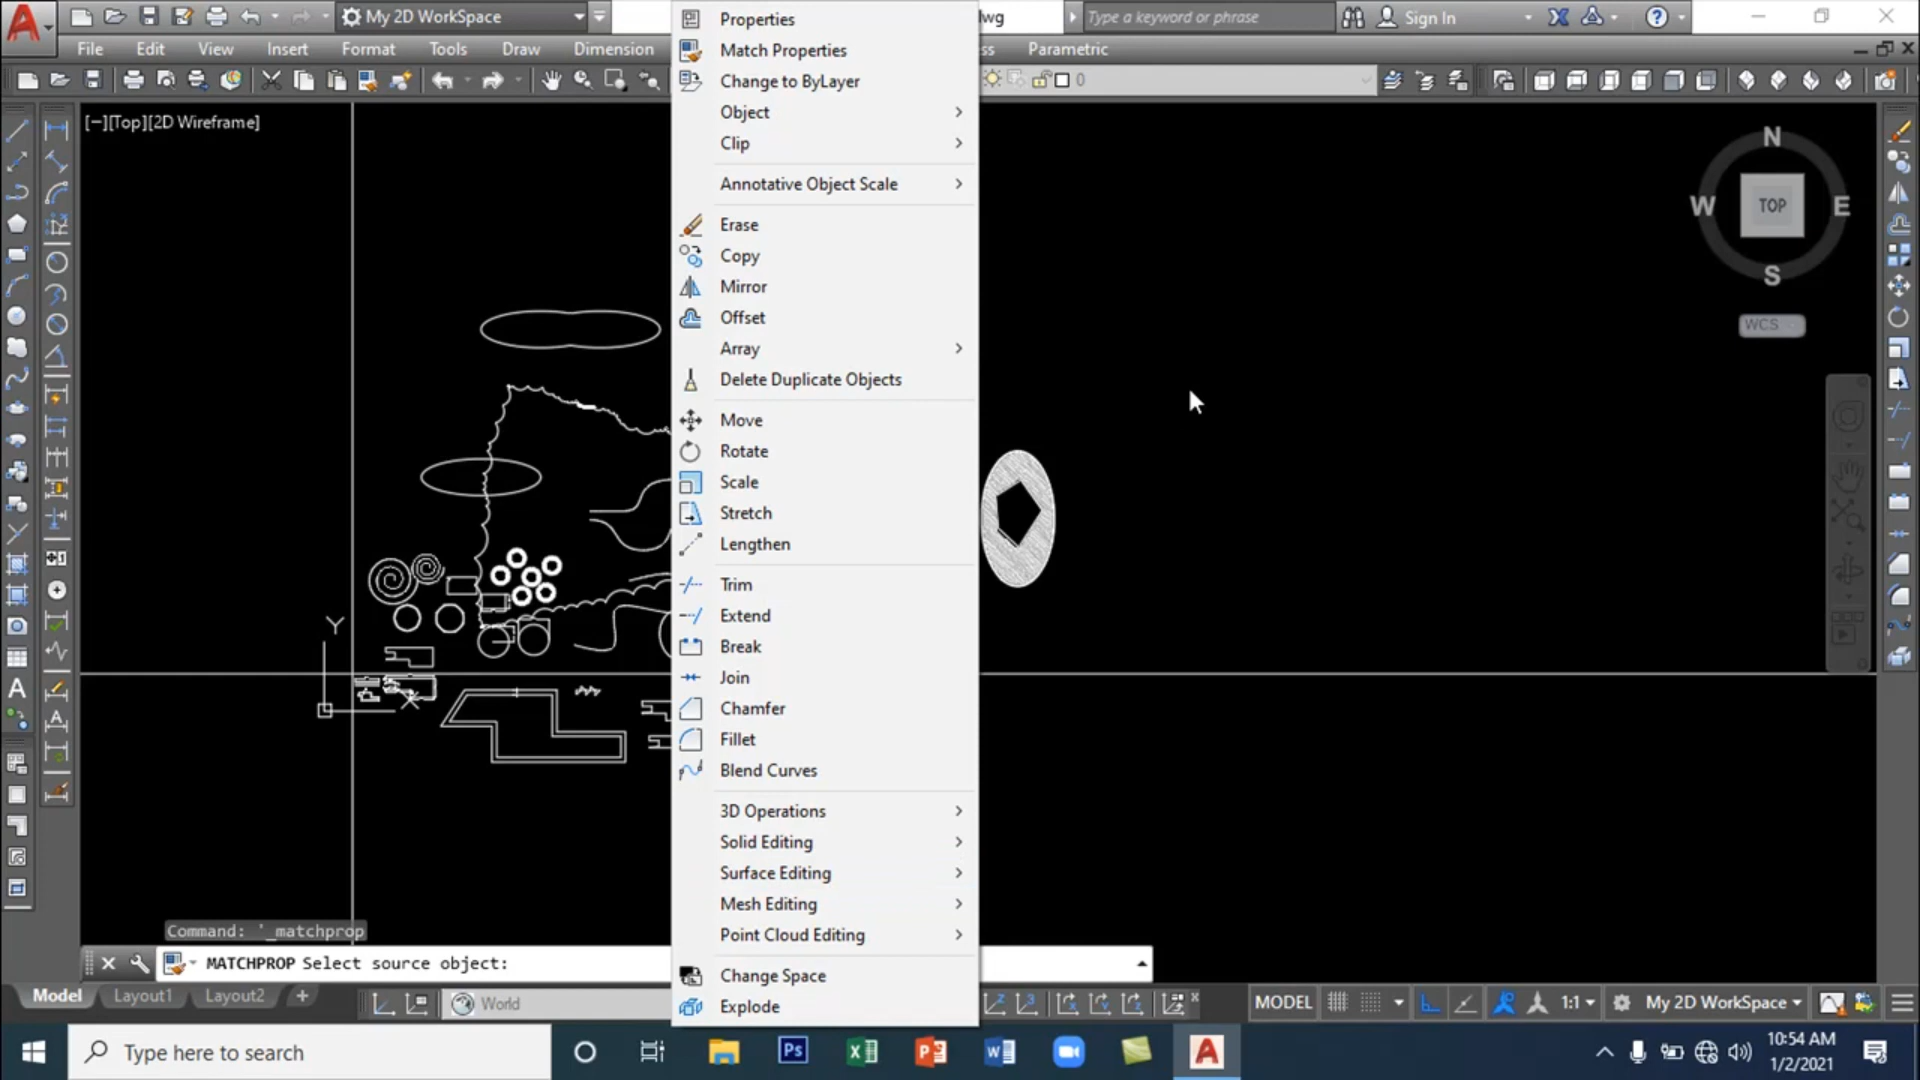 My 2D WorkSpace
lwg
Type a keyword or phrase
Sign In
File Edit View Insert Format Tools Draw Dimension
ss Parametric
0
[−][Top][2D Wireframe]
N
W TOP E
S
WCS
Properties
Match Properties
Change to ByLayer
Object
Clip
Annotative Object Scale
Erase
Copy
Mirror
Offset
Array
Delete Duplicate Objects
Move
Rotate
Scale
Stretch
Lengthen
Trim
Extend
Break
Join
Chamfer
Fillet
Blend Curves
3D Operations
Solid Editing
Surface Editing
Mesh Editing
Point Cloud Editing
Change Space
Explode
Y
X
Command: '_matchprop
MATCHPROP Select source object:
Model Layout1 Layout2 +
World
MODEL
1:1
My 2D WorkSpace
Type here to search
10:54 AM
1/2/2021